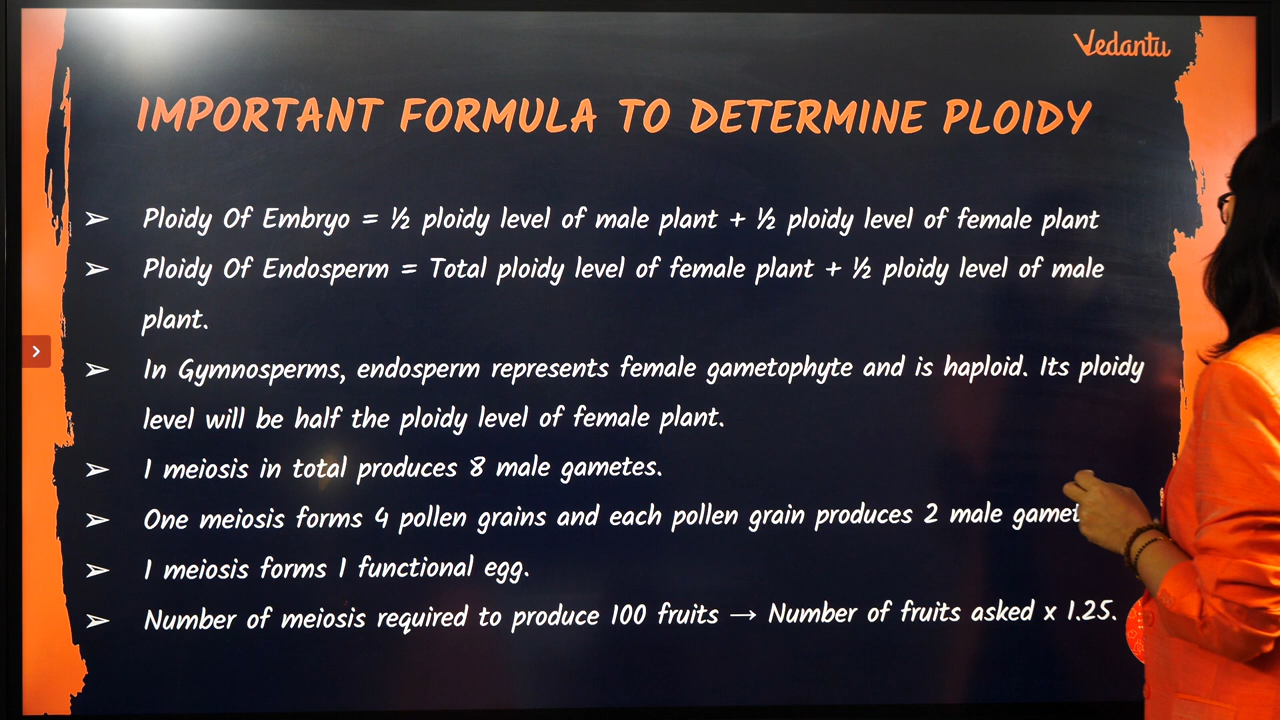 Vedantu
IMPORTANT FORMULA TO DETERMINE PLOIDY
➢ Ploidy Of Embryo = ½ ploidy level of male plant + ½ ploidy level of female plant
➢ Ploidy Of Endosperm = Total ploidy level of female plant + ½ ploidy level of male
plant.
➢ In Gymnosperms, endosperm represents female gametophyte and is haploid. Its ploidy
level will be half the ploidy level of female plant.
➢ 1 meiosis in total produces 8 male gametes.
➢ One meiosis forms 4 pollen grains and each pollen grain produces 2 male
➢ 1 meiosis forms 1 functional egg.
➢ Number of meiosis required to produce 100 fruits → Number of fruits asked x 1.25.